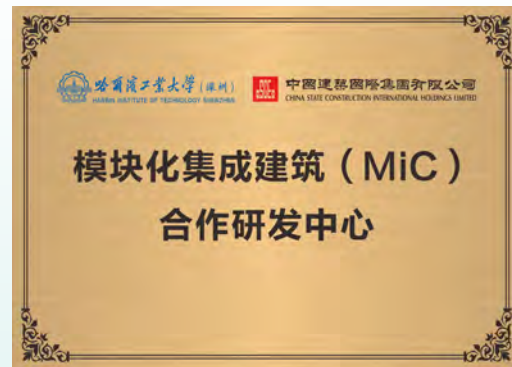 哈爾濱工業大學(深圳)
HARBIN INSTITUTE OF TECHNOLOGY SHENZHEN
中國建築國際集團有限公司
CHINA STATE CONSTRUCTION INTERNATIONAL HOLDINGS LIMITED
模块化集成建筑（MiC）
合作研发中心